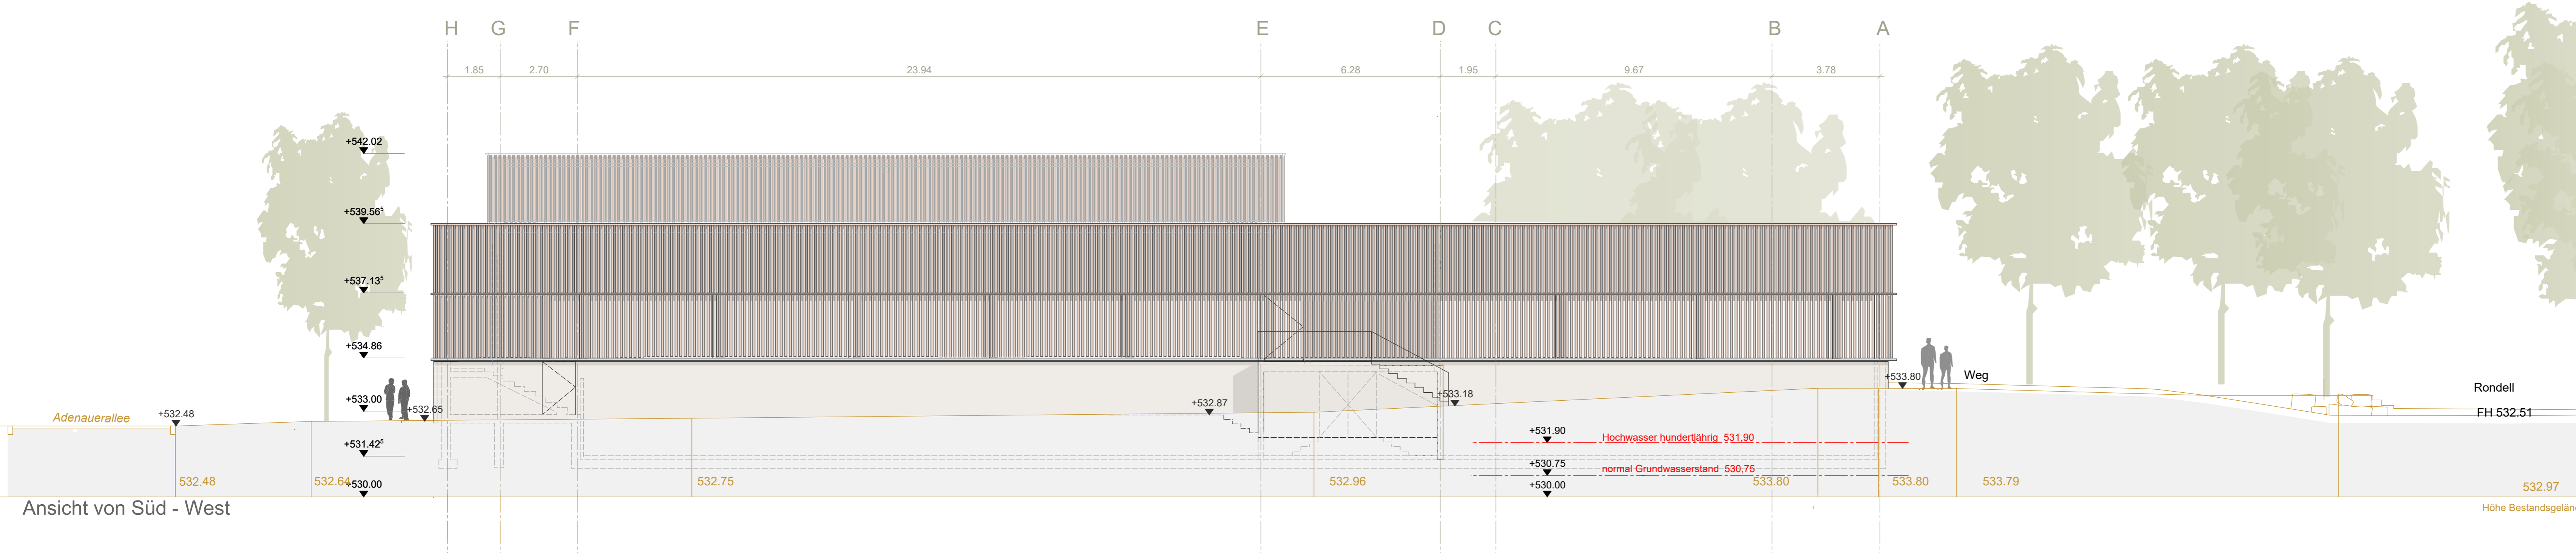 H G F E D C B A
1.85 2.70 23.94 6.28 1.95 9.67 3.78
+542.02
+539.56⁵
+537.13⁵
+534.86
+533.80 Weg
Rondell
+533.00
+533.18
+532.87
+532.65
+532.48
Adenauerallee
FH 532.51
+531.90
Hochwasser hundertjährig 531,90
+531.42⁵
+530.75
normal Grundwasserstand 530,75
532.48 532.64 532.75 532.96 533.80 533.80 533.79 532.97
+530.00 +530.00
Ansicht von Süd - West